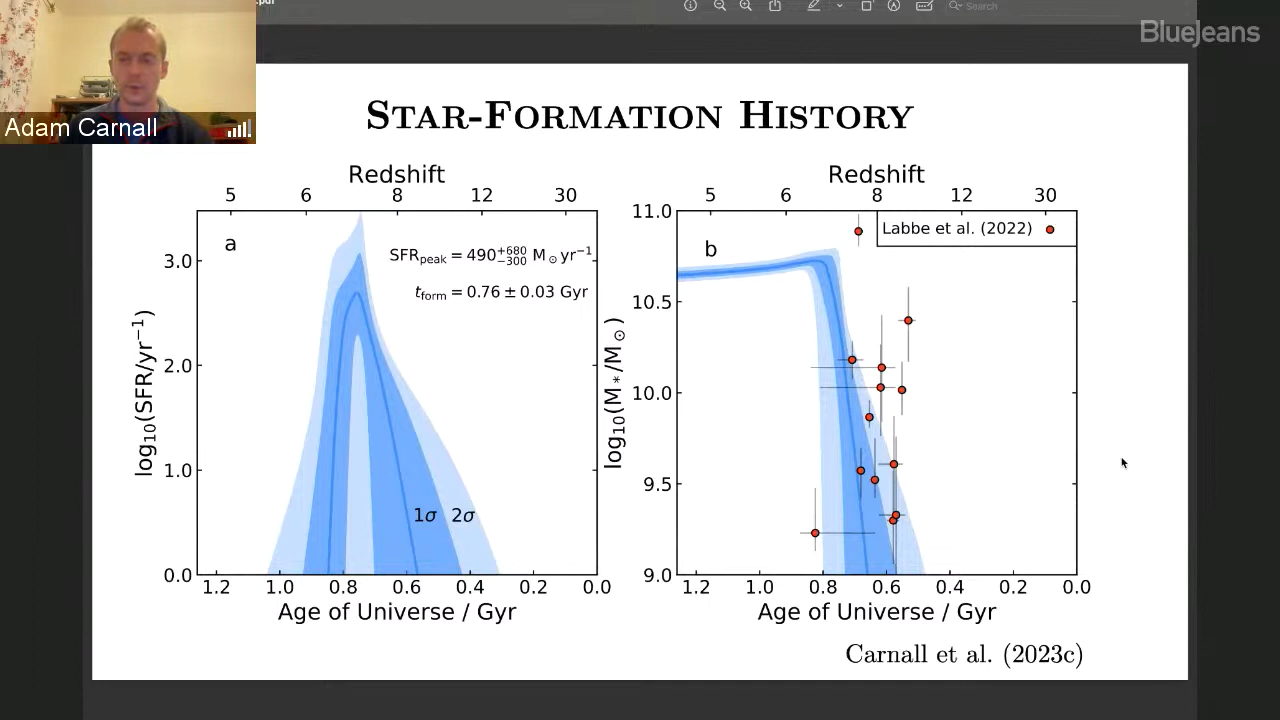 .pdf
Search
BlueJeans
Adam Carnall
STAR-FORMATION HISTORY
Redshift
5 6 8 12 30
a
SFRpeak = 490 +680 −300 M⊙ yr−1
tform = 0.76 ± 0.03 Gyr
3.0
2.0
1.0
0.0
log10(SFR/yr−1)
1σ 2σ
1.2 1.0 0.8 0.6 0.4 0.2 0.0
Age of Universe / Gyr
Redshift
5 6 8 12 30
b
Labbe et al. (2022)
11.0
10.5
10.0
9.5
9.0
log10(M*/M⊙)
1.2 1.0 0.8 0.6 0.4 0.2 0.0
Age of Universe / Gyr
Carnall et al. (2023c)